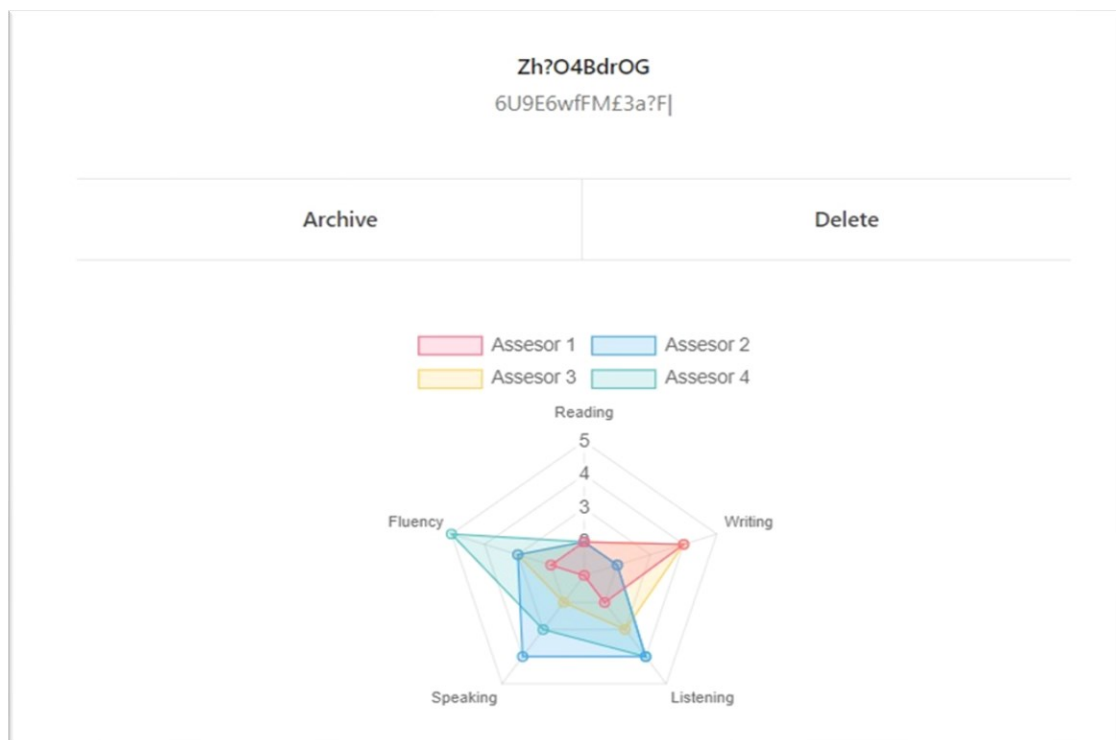 Zh?O4BdrOG
6U9E6wfFM£3a?F|
Archive Delete
Assesor 1 Assesor 2
Assesor 3 Assesor 4
Reading
5
4
3
Fluency Writing
Speaking Listening